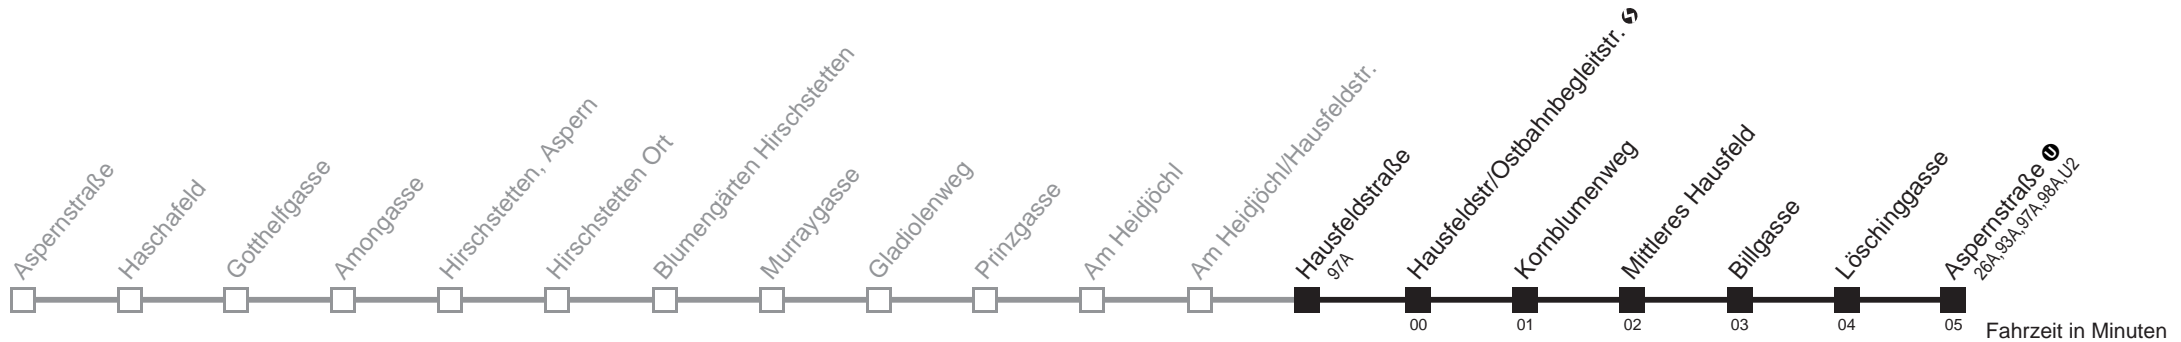 Aspernstraße
Haschafeld
Gotthelfgasse
Amongasse
Hirschstetten, Aspern
Hirschstetten Ort
Blumengärten Hirschstetten
Murraygasse
Gladiolenweg
Prinzgasse
Am Heidjöchl
Am Heidjöchl/Hausfeldstr.
Hausfeldstraße
97A
Hausfeldstr/Ostbahnbegleitstr.
Kornblumenweg
Mittleres Hausfeld
Billgasse
Löschinggasse
Aspernstraße U
26A,93A,97A,98A,U2
00 01 02 03 04 05
Fahrzeit in Minuten